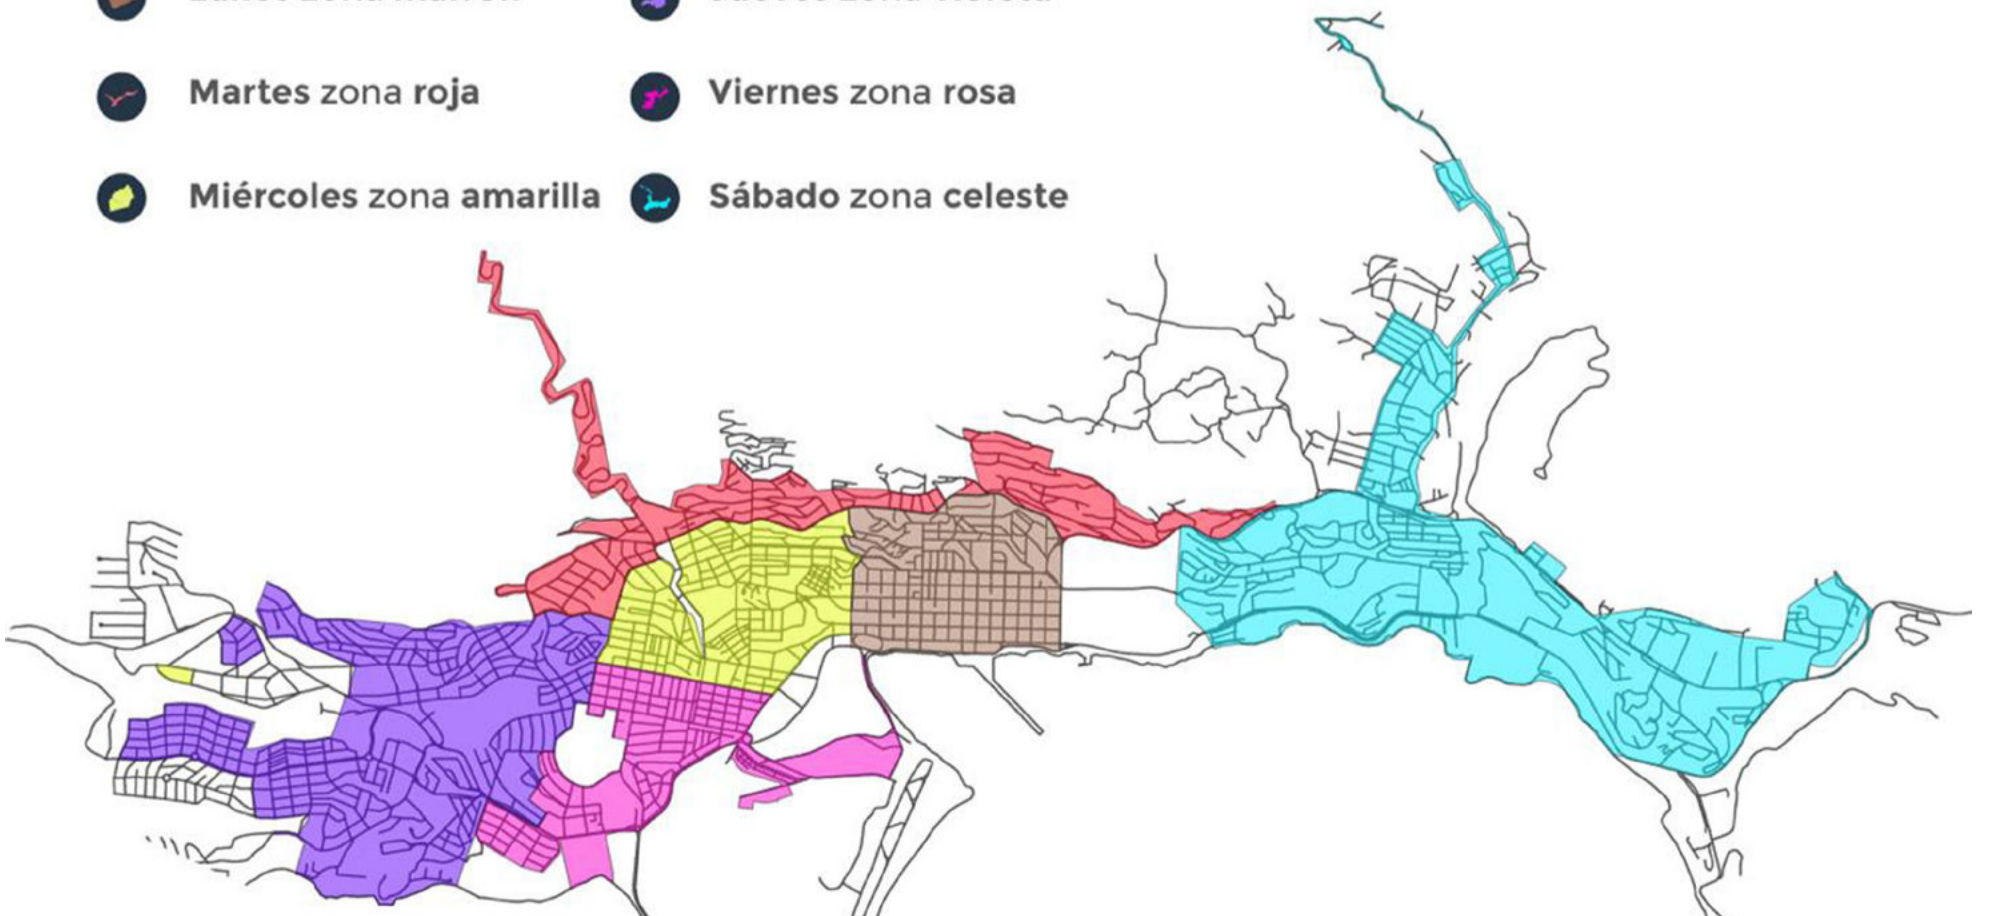 Martes zona roja
Viernes zona rosa
Miércoles zona amarilla
Sábado zona celeste